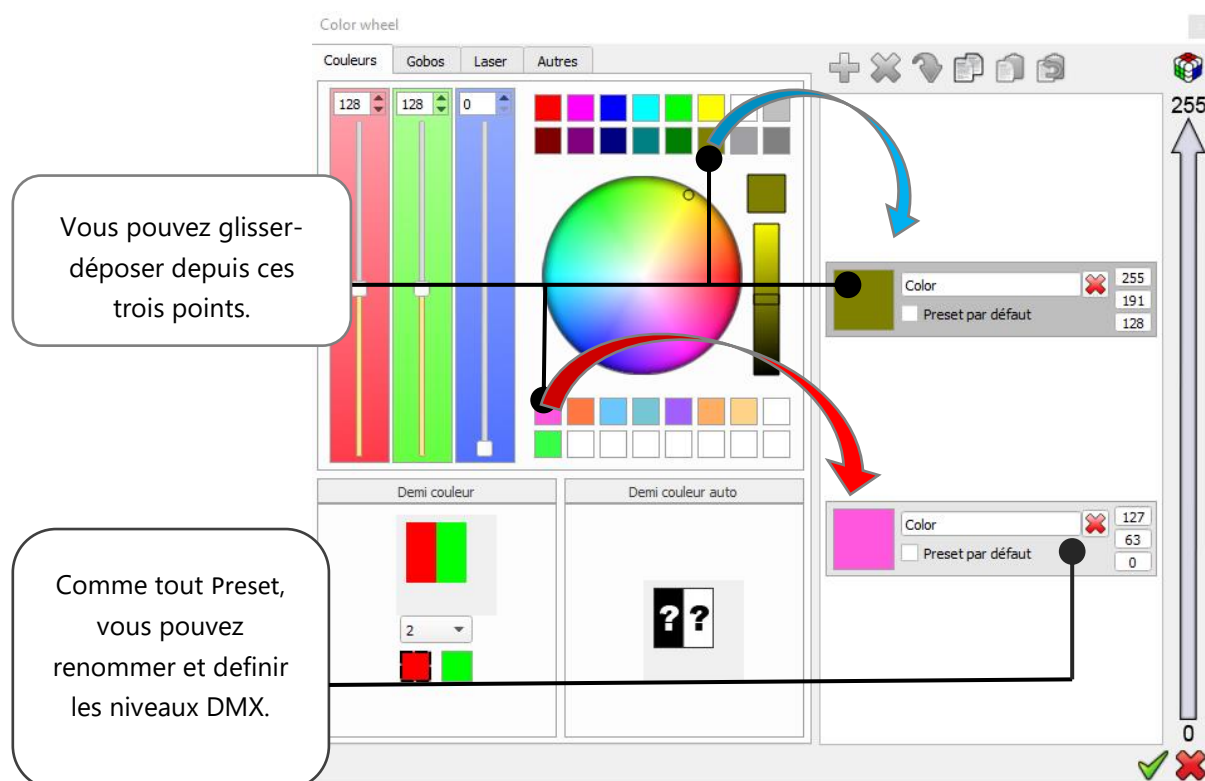 Color wheel
Couleurs Gobos Laser Autres
128 128 0
255
Vous pouvez glisser-
déposer depuis ces
trois points.
Color
255
191
128
Preset par défaut
Color
127
63
0
Preset par défaut
Demi couleur
Demi couleur auto
2
? ?
Comme tout Preset,
vous pouvez
renommer et definir
les niveaux DMX.
0